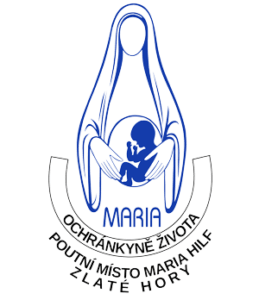 MARIA
OCHRÁNKYNĚ ŽIVOTA
POUTNÍ MÍSTO MARIA HILF
ZLATÉ HORY